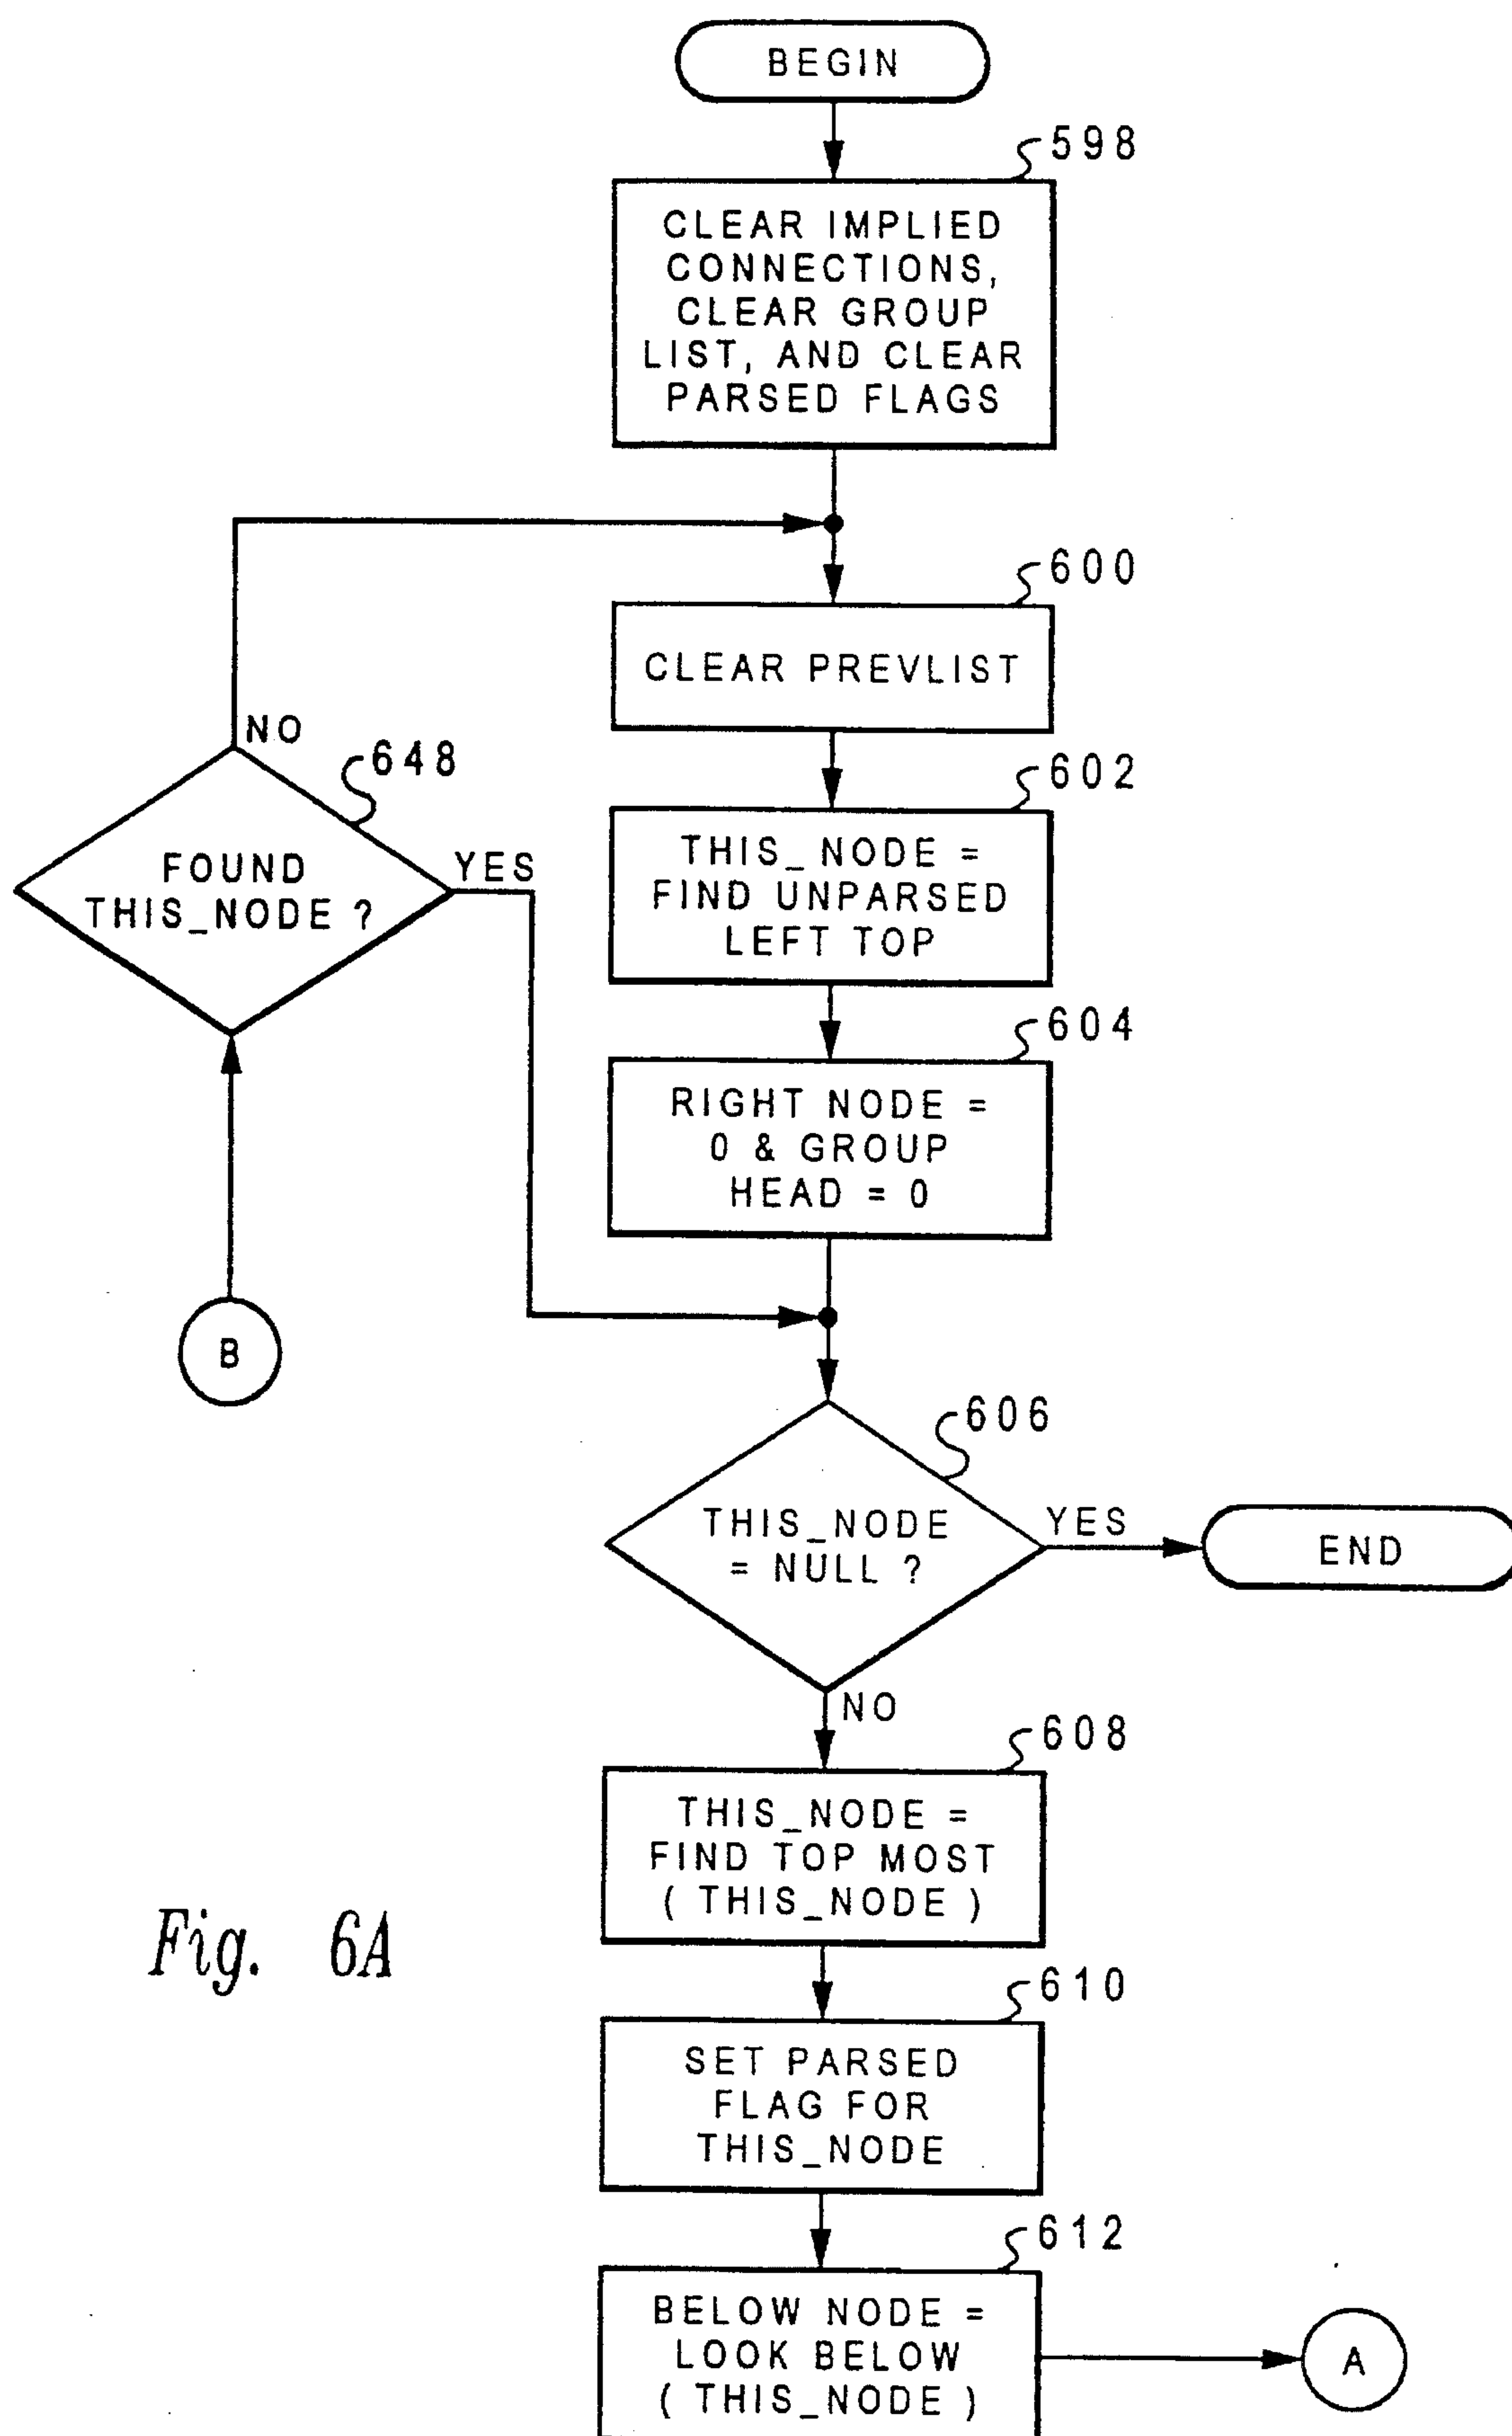 BEGIN
598
CLEAR IMPLIED
CONNECTIONS,
CLEAR GROUP
LIST, AND CLEAR
PARSED FLAGS
600
CLEAR PREVLIST
NO
648
FOUND
THIS_NODE ?
YES
602
THIS_ NODE =
FIND UNPARSED
LEFT TOP
604
RIGHT NODE =
0 & GROUP
HEAD = 0
B
606
THIS_NODE
= NULL ?
YES
END
NO
608
THIS_NODE =
FIND TOP MOST
( THIS_NODE )
Fig. 6A
610
SET PARSED
FLAG FOR
THIS_NODE
612
BELOW NODE =
LOOK BELOW
( THIS_NODE )
A